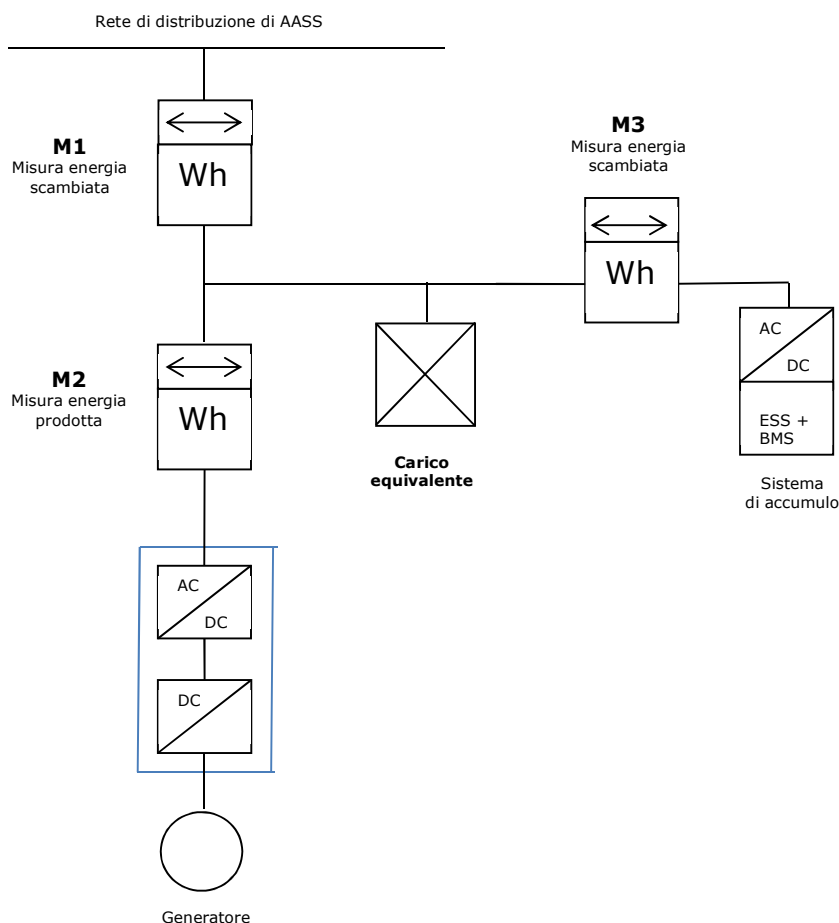 Rete di distribuzione di AASS
M1
Misura energia
scambiata
Wh
M3
Misura energia
scambiata
Wh
M2
Misura energia
prodotta
Wh
Carico
equivalente
AC
DC
ESS +
BMS
Sistema
di accumulo
AC
DC
DC
Generatore